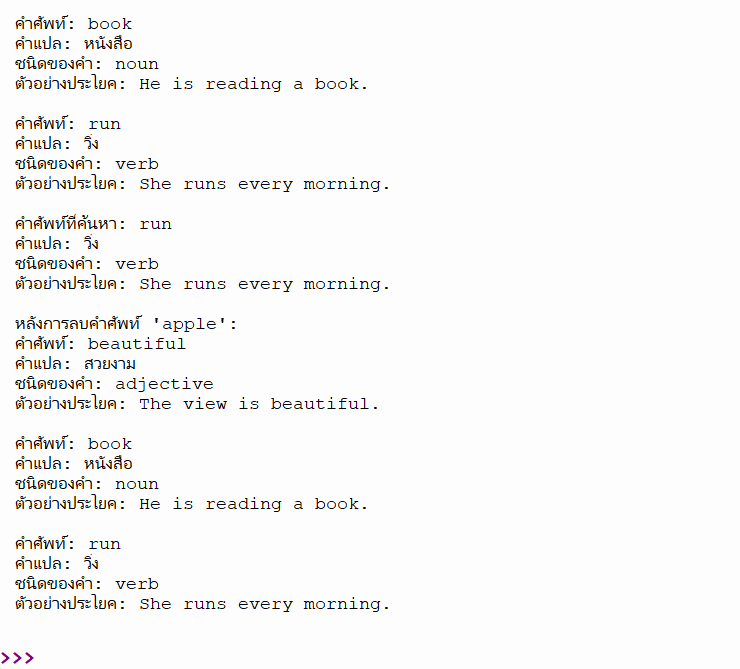 คำศัพท์: book
คำแปล: หนังสือ
ชนิดของคำ: noun
ตัวอย่างประโยค: He is reading a book.
คำศัพท์: run
คำแปล: วิ่ง
ชนิดของคำ: verb
ตัวอย่างประโยค: She runs every morning.
คำศัพท์ที่ค้นหา: run
คำแปล: วิ่ง
ชนิดของคำ: verb
ตัวอย่างประโยค: She runs every morning.
หลังการลบคำศัพท์ 'apple':
คำศัพท์: beautiful
คำแปล: สวยงาม
ชนิดของคำ: adjective
ตัวอย่างประโยค: The view is beautiful.
คำศัพท์: book
คำแปล: หนังสือ
ชนิดของคำ: noun
ตัวอย่างประโยค: He is reading a book.
คำศัพท์: run
คำแปล: วิ่ง
ชนิดของคำ: verb
ตัวอย่างประโยค: She runs every morning.
>>>